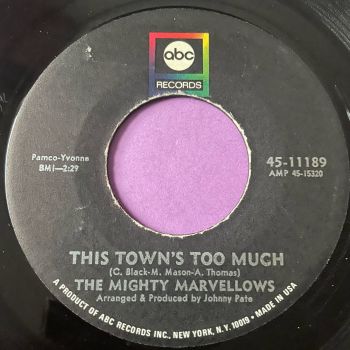 abc
RECORDS
Pamco-Yvonne
BMI—2:29
45-11189
AMP 45-15320
THIS TOWN'S TOO MUCH
(C. Black-M. Mason-A. Thomas)
THE MIGHTY MARVELLOWS
Arranged & Produced by Johnny Pate
A PRODUCT OF ABC RECORDS INC., NEW YORK, N.Y. 10019 • MADE IN USA